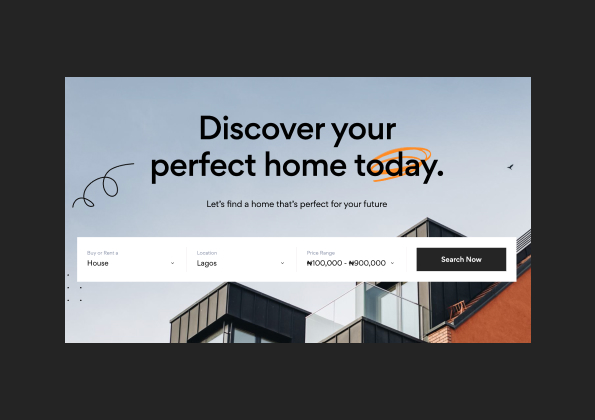 Discover your
perfect home today.
Let's find a home that's perfect for your future
Buy or Rent a
House
Location
Lagos
Price Range
₦100,000 - ₦900,000
Search Now